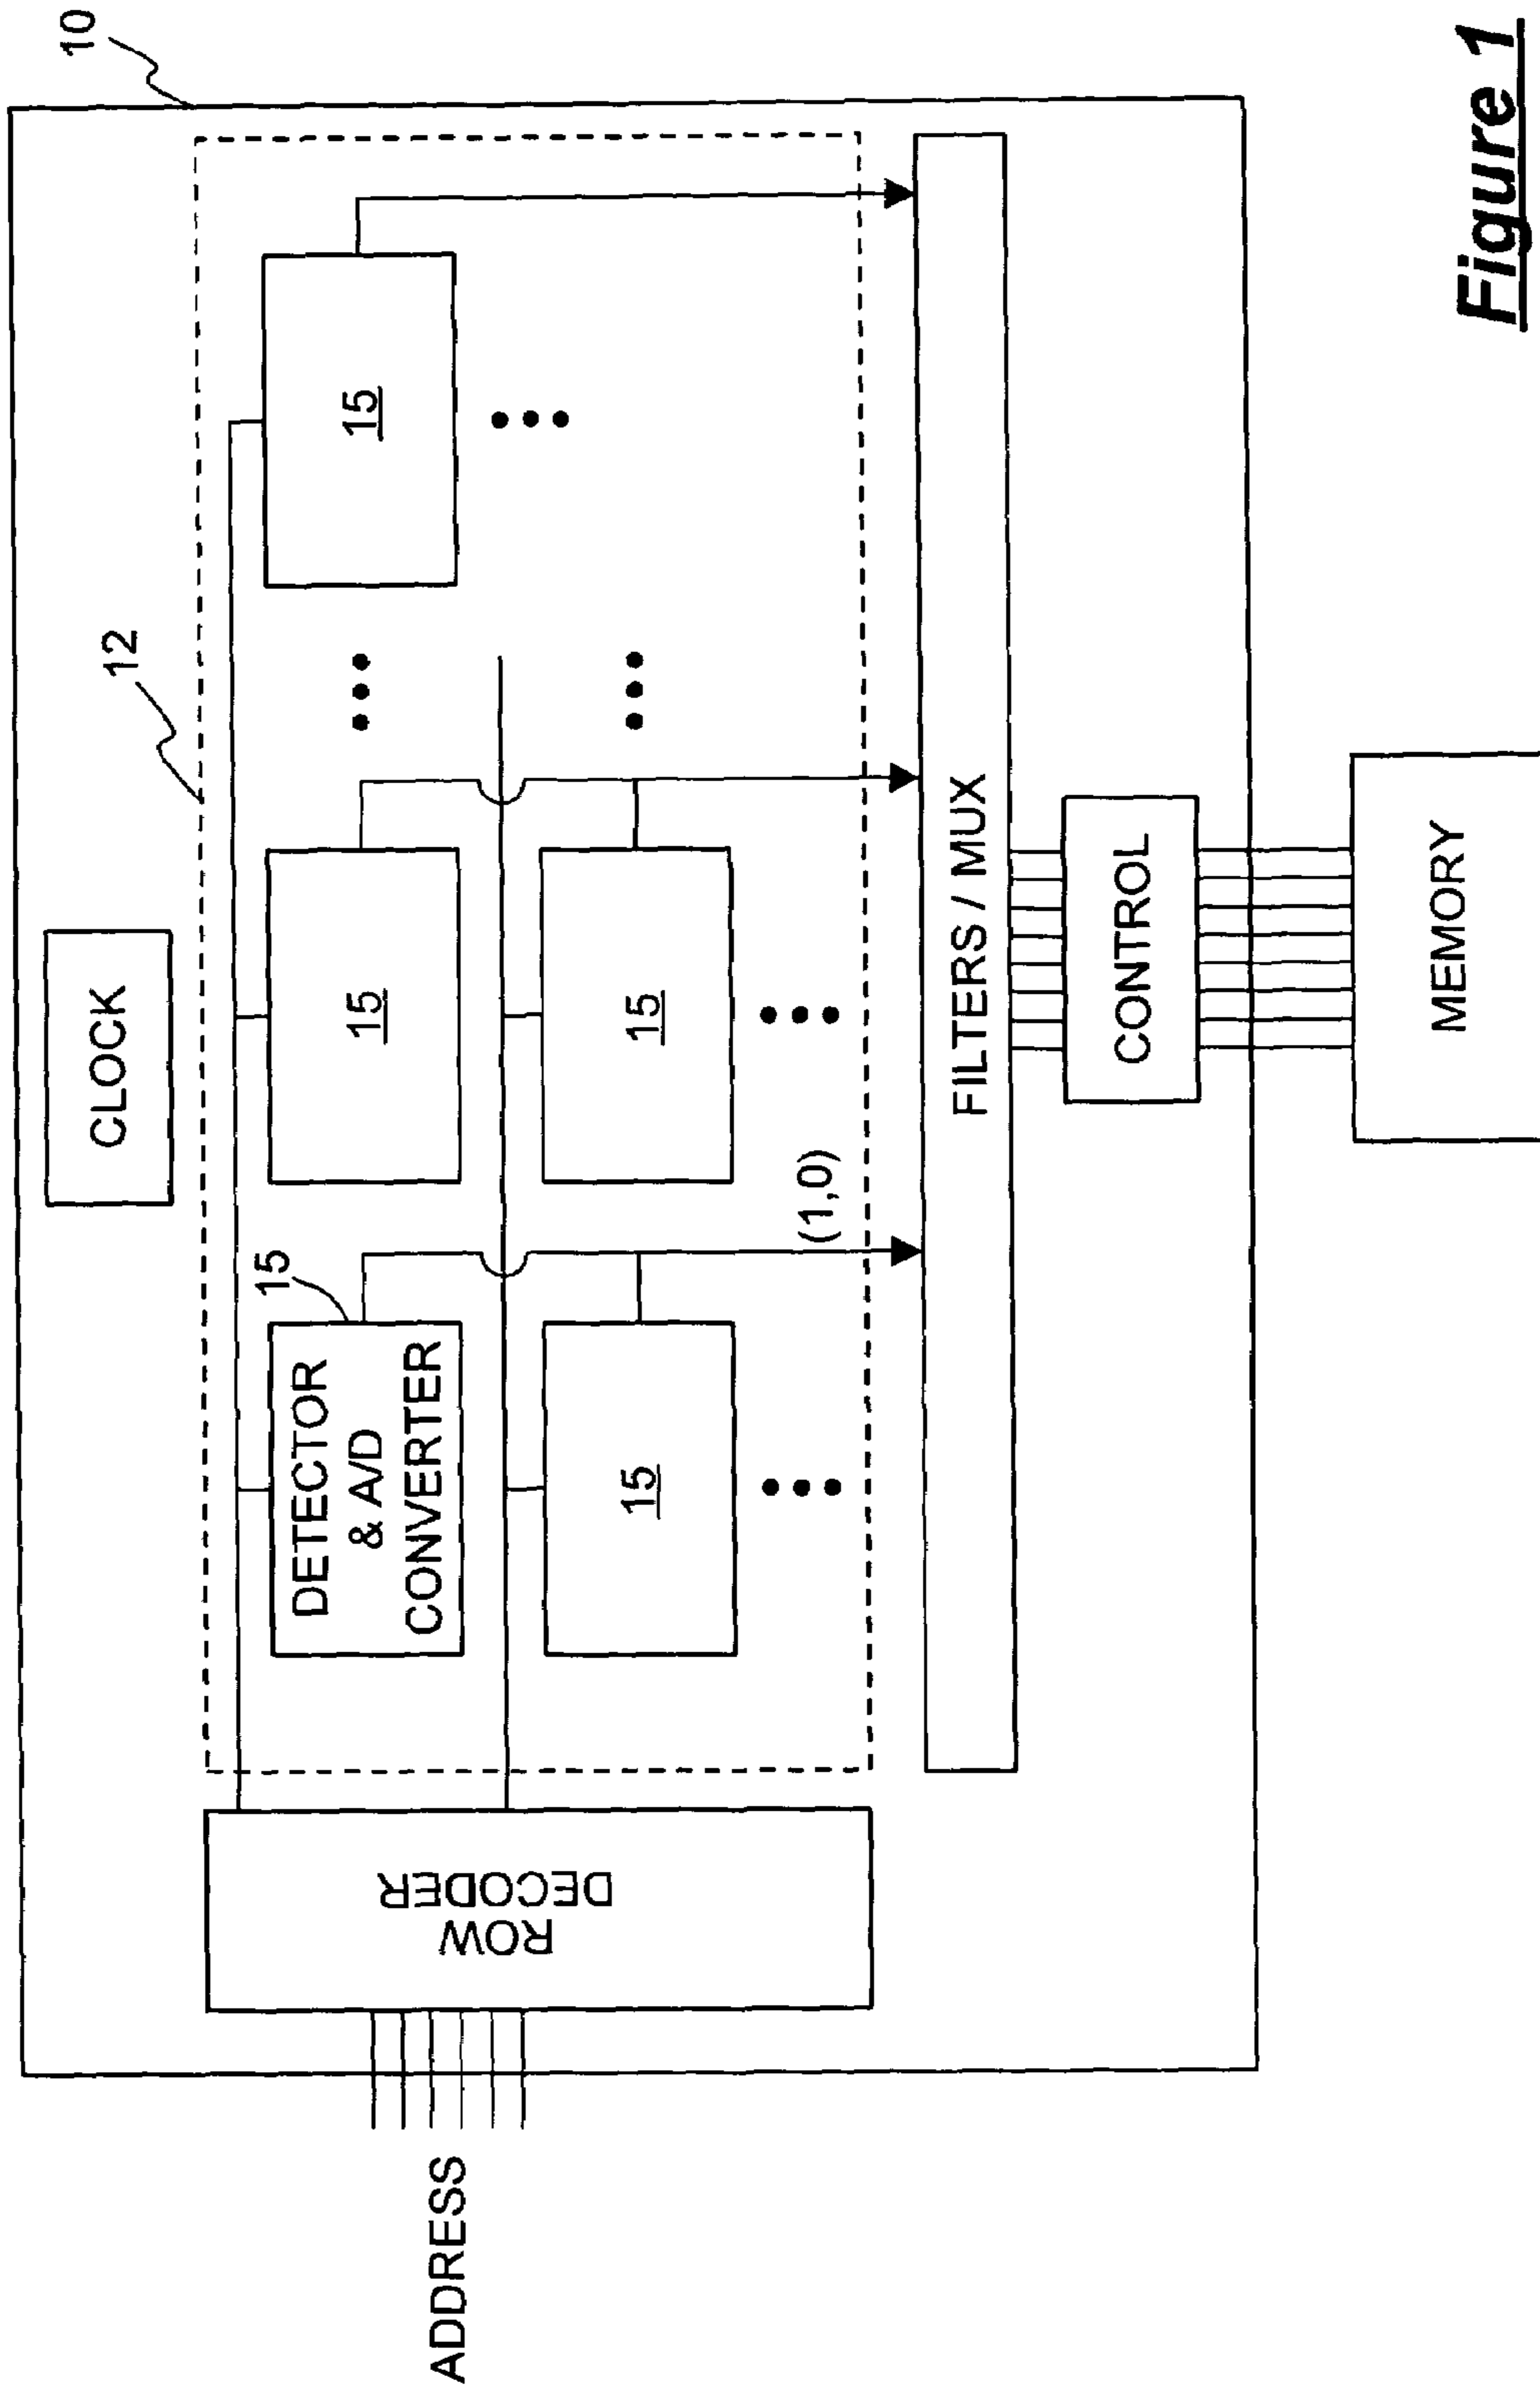 10
12
CLOCK
15
DETECTOR
& A/D
CONVERTER
15
15
15
15
(1,0)
ROW
DECODER
ADDRESS
FILTERS / MUX
CONTROL
MEMORY
Figure 1